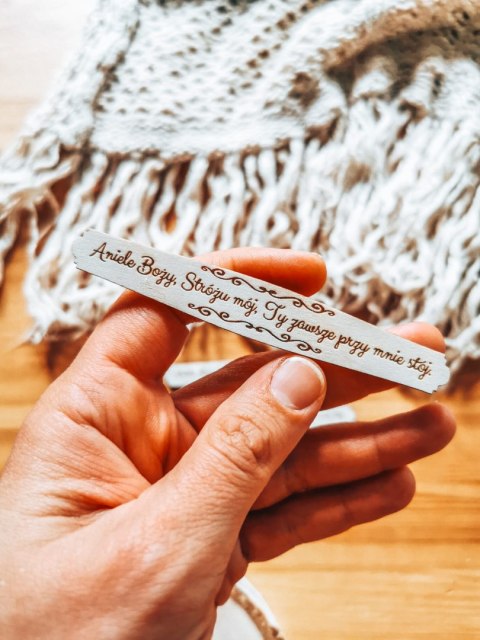 Aniele Boży, Stróżu mój, Ty zawsze przy mnie stój.